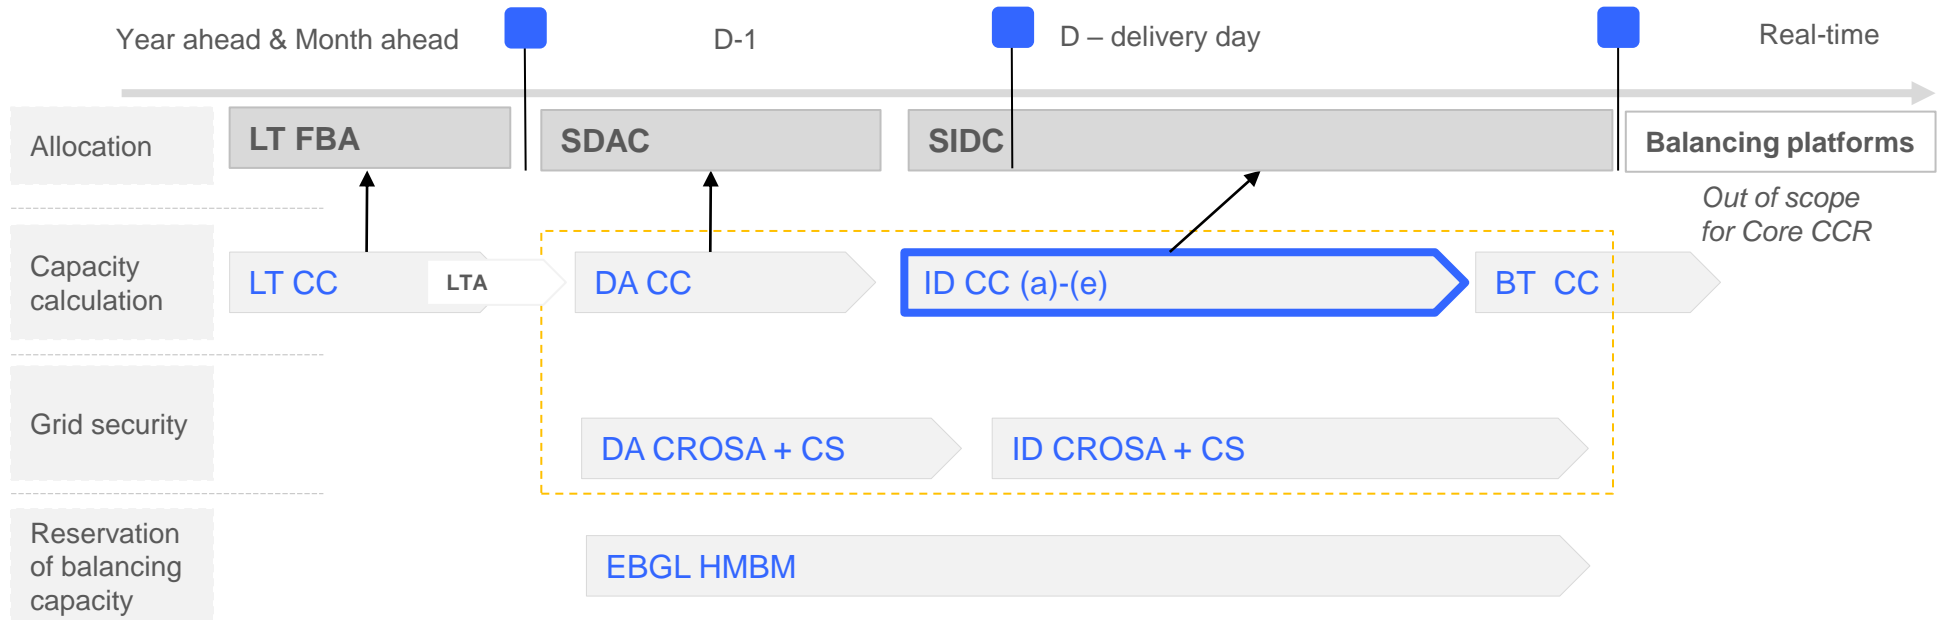 Year ahead & Month ahead
D-1
D – delivery day
Real-time
Allocation
LT FBA
SDAC
SIDC
Balancing platforms
Out of scope
for Core CCR
Capacity
calculation
LT CC
LTA
DA CC
ID CC (a)-(e)
BT CC
Grid security
DA CROSA + CS
ID CROSA + CS
Reservation
of balancing
capacity
EBGL HMBM